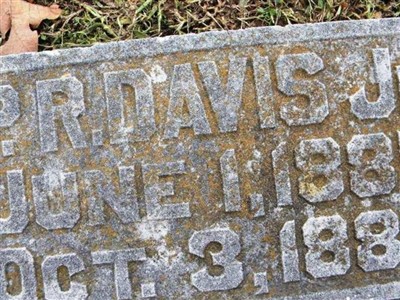 P. R. DAVIS J
JUNE 1, 188
OCT. 3, 188